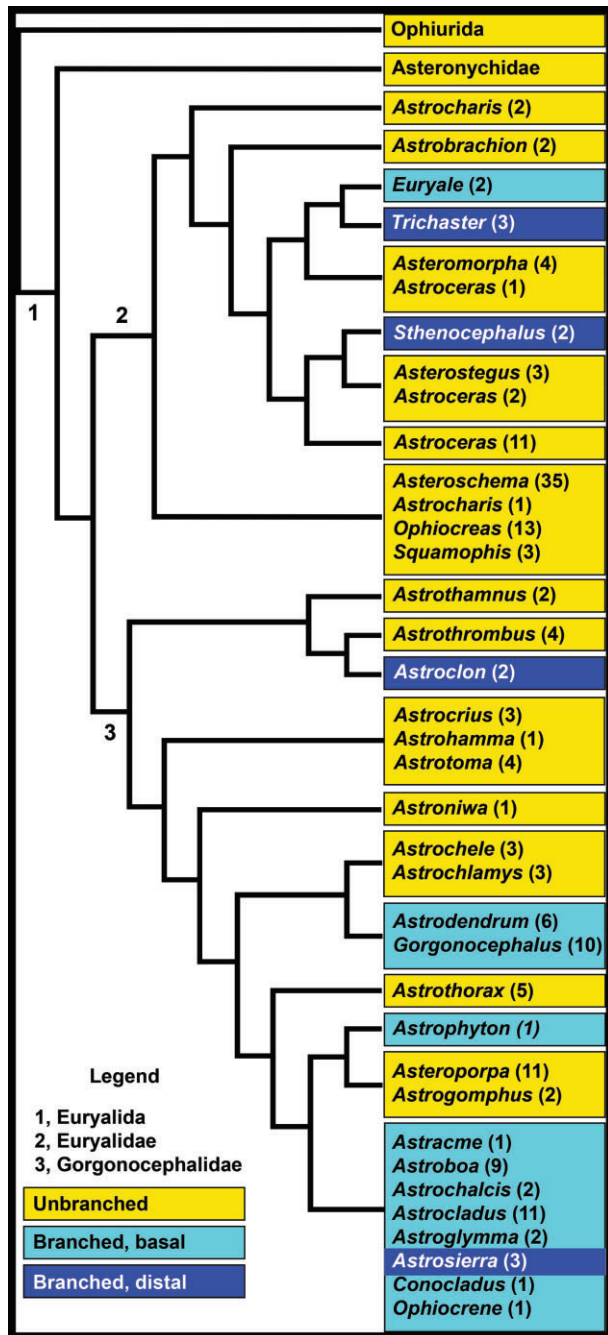 Ophiurida
Asteronychidae
Astrocharis (2)
Astrobrachion (2)
Euryale (2)
Trichaster (3)
Asteromorpha (4)
Astroceras (1)
1
2
Sthenocephalus (2)
Asterostegus (3)
Astroceras (2)
Astroceras (11)
Asteroschema (35)
Astrocharis (1)
Ophiocreas (13)
Squamophis (3)
Astrothamnus (2)
Astrothrombus (4)
Astroclon (2)
3
Astrocrius (3)
Astrohamma (1)
Astrotoma (4)
Astroniwa (1)
Astrochele (3)
Astrochlamys (3)
Astrodendrum (6)
Gorgonocephalus (10)
Astrothorax (5)
Astrophyton (1)
Asteroporpa (11)
Astrogomphus (2)
Astracme (1)
Astroboa (9)
Astrochalcis (2)
Astrocladus (11)
Astroglymma (2)
Astrosierra (3)
Conocladus (1)
Ophiocrene (1)
Legend
1, Euryalida
2, Euryalidae
3, Gorgonocephalidae
Unbranched
Branched, basal
Branched, distal